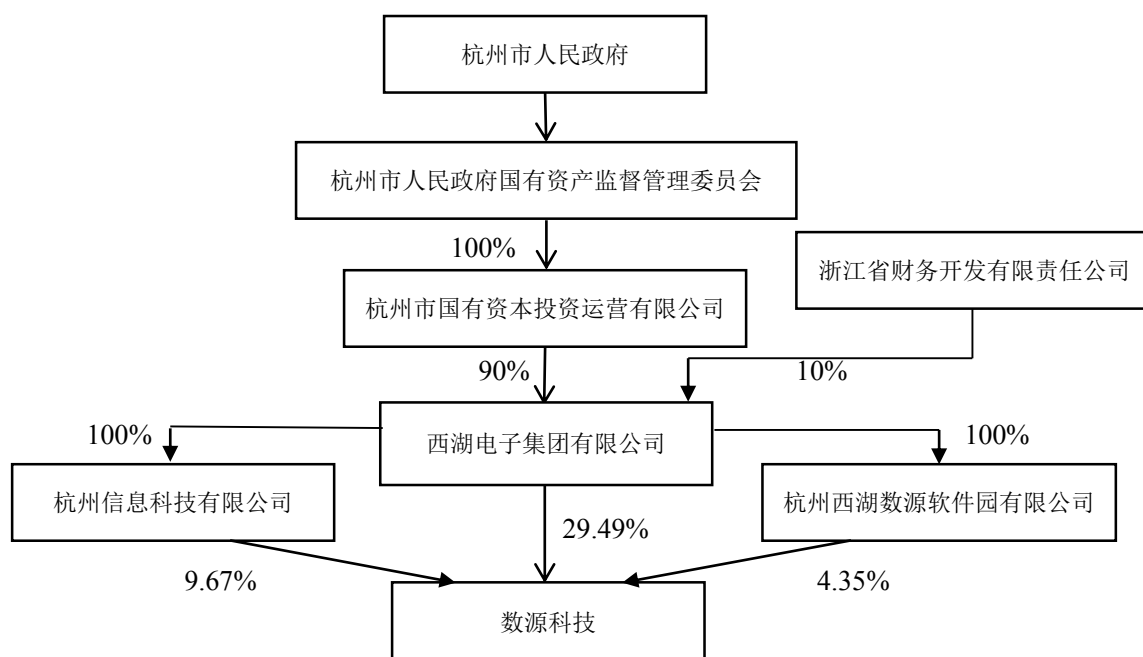 杭州市人民政府
杭州市人民政府国有资产监督管理委员会
100%
浙江省财务开发有限责任公司
杭州市国有资本投资运营有限公司
90%
10%
西湖电子集团有限公司
100%
100%
杭州信息科技有限公司
杭州西湖数源软件园有限公司
29.49%
9.67%
4.35%
数源科技